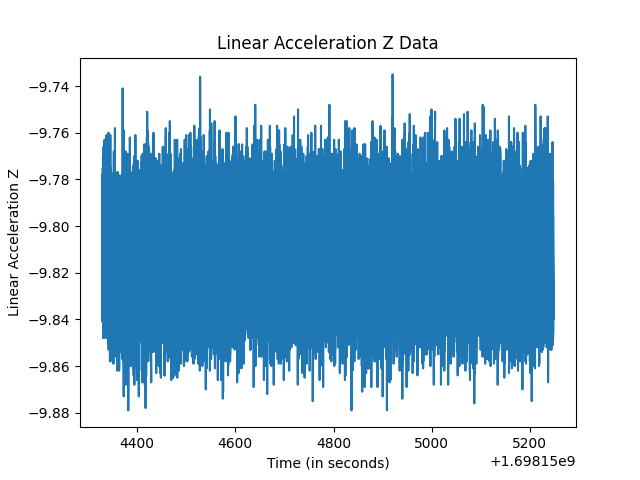 Linear Acceleration Z Data
−9.74
−9.76
−9.78
−9.80
−9.82
−9.84
−9.86
−9.88
Linear Acceleration Z
4400 4600 4800 5000 5200
Time (in seconds)
+1.69815e9